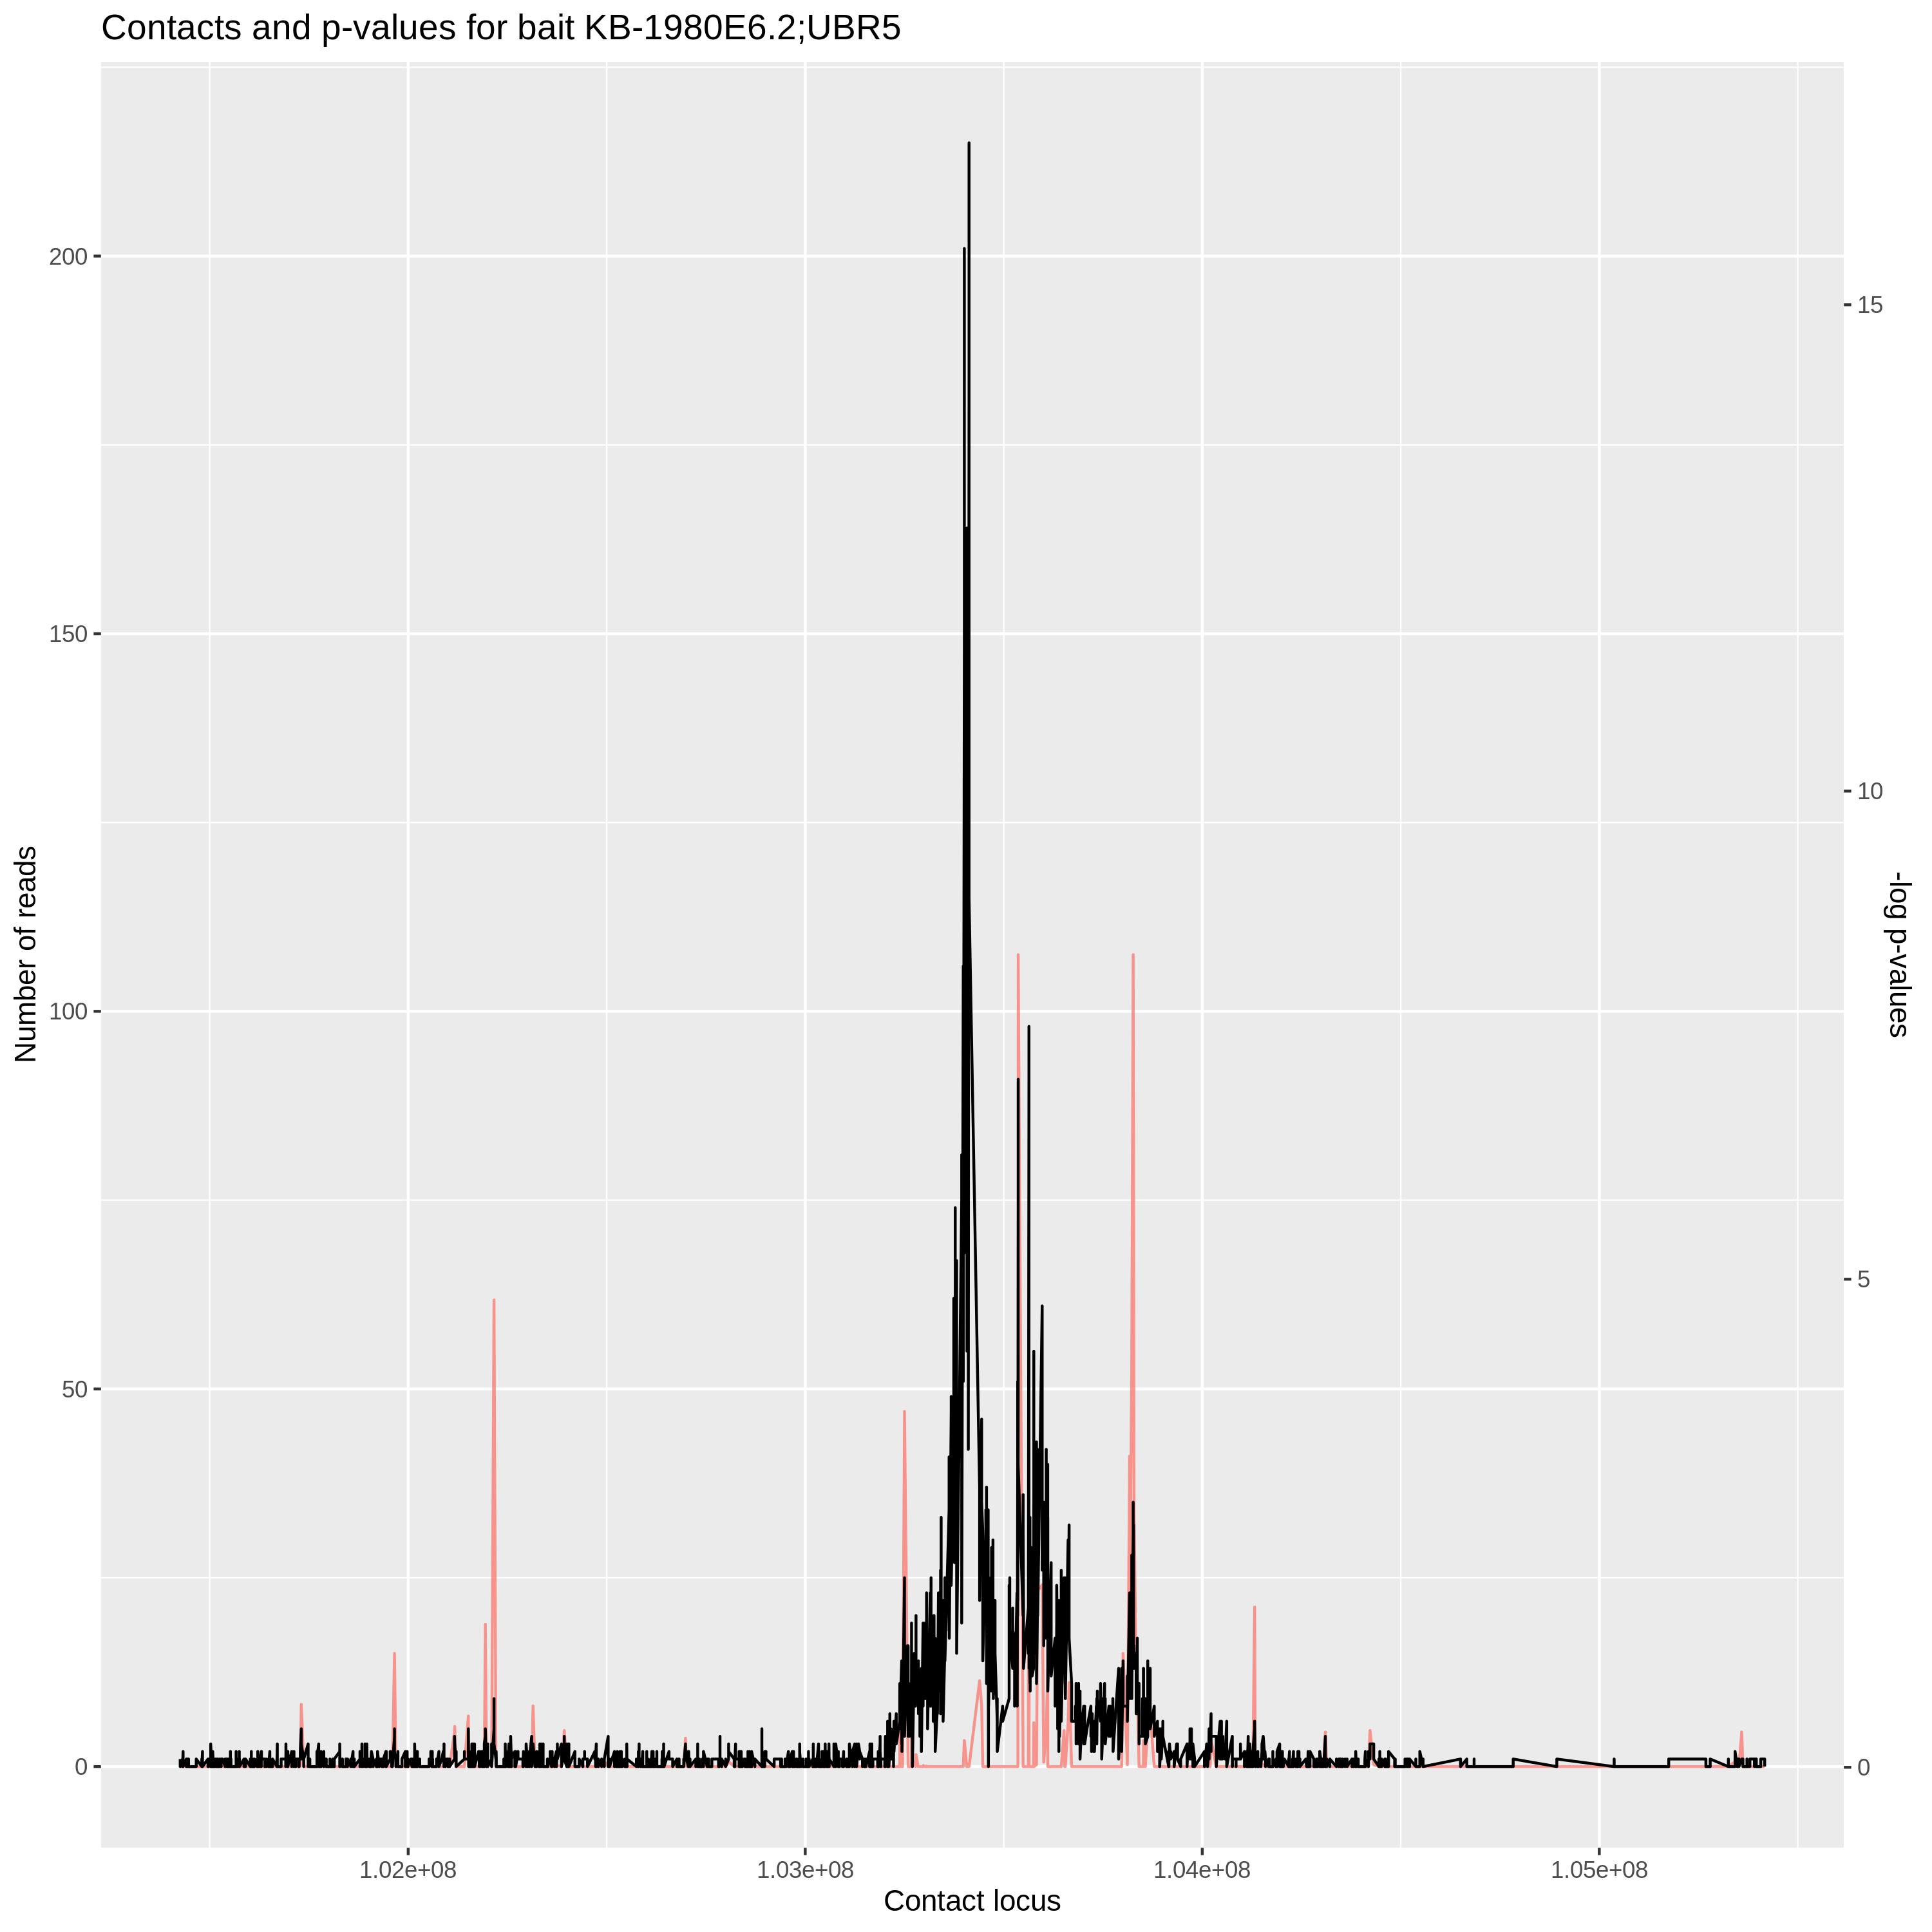 Contacts and p-values for bait KB-1980E6.2;UBR5
200
150
100
50
0
Number of reads
15
10
5
0
-log p-values
1.02e+08 1.03e+08 1.04e+08 1.05e+08
Contact locus